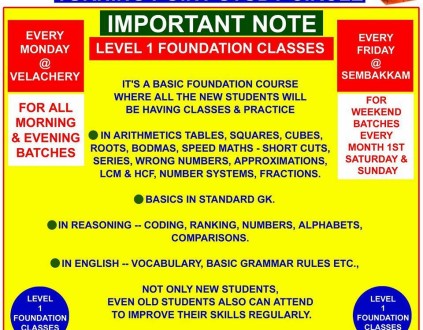 IMPORTANT NOTE
LEVEL 1 FOUNDATION CLASSES
EVERY
MONDAY
@
VELACHERY
FOR ALL
MORNING
& EVENING
BATCHES
EVERY
FRIDAY
@
SEMBAKKAM
FOR
WEEKEND
BATCHES
EVERY
MONTH 1ST
SATURDAY &
SUNDAY
IT'S A BASIC FOUNDATION COURSE
WHERE ALL THE NEW STUDENTS WILL
BE HAVING CLASSES & PRACTICE
IN ARITHMETICS TABLES, SQUARES, CUBES,
ROOTS, BODMAS, SPEED MATHS - SHORT CUTS,
SERIES, WRONG NUMBERS, APPROXIMATIONS,
LCM & HCF, NUMBER SYSTEMS, FRACTIONS.
BASICS IN STANDARD GK.
IN REASONING -- CODING, RANKING, NUMBERS, ALPHABETS,
COMPARISONS.
IN ENGLISH -- VOCABULARY, BASIC GRAMMAR RULES ETC.,
NOT ONLY NEW STUDENTS,
EVEN OLD STUDENTS ALSO CAN ATTEND
TO IMPROVE THEIR SKILLS REGULARLY.
LEVEL
1
FOUNDATION
CLASSES
LEVEL
1
FOUNDATION
CLASSES